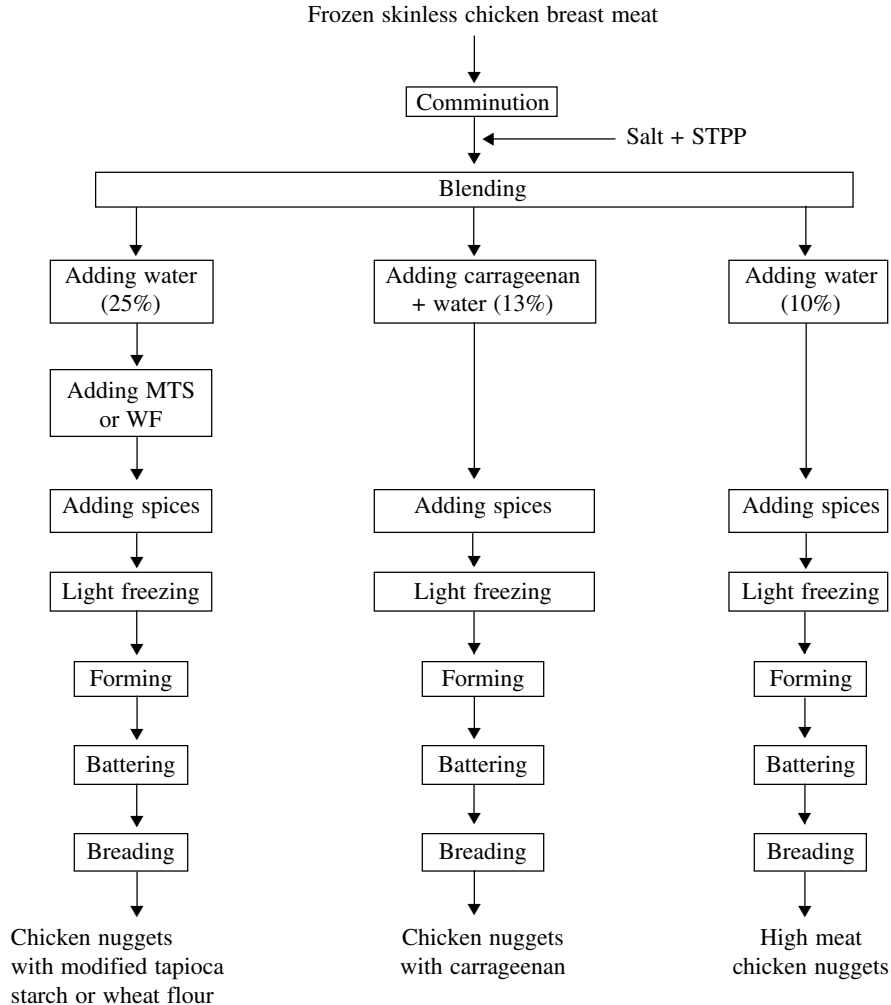 Frozen skinless chicken breast meat
Comminution
Salt + STPP
Blending
Adding water
(25%)
Adding carrageenan
+ water (13%)
Adding water
(10%)
Adding MTS
or WF
Adding spices
Adding spices
Adding spices
Light freezing
Light freezing
Light freezing
Forming
Forming
Forming
Battering
Battering
Battering
Breading
Breading
Breading
Chicken nuggets
with modified tapioca
starch or wheat flour
Chicken nuggets
with carrageenan
High meat
chicken nuggets